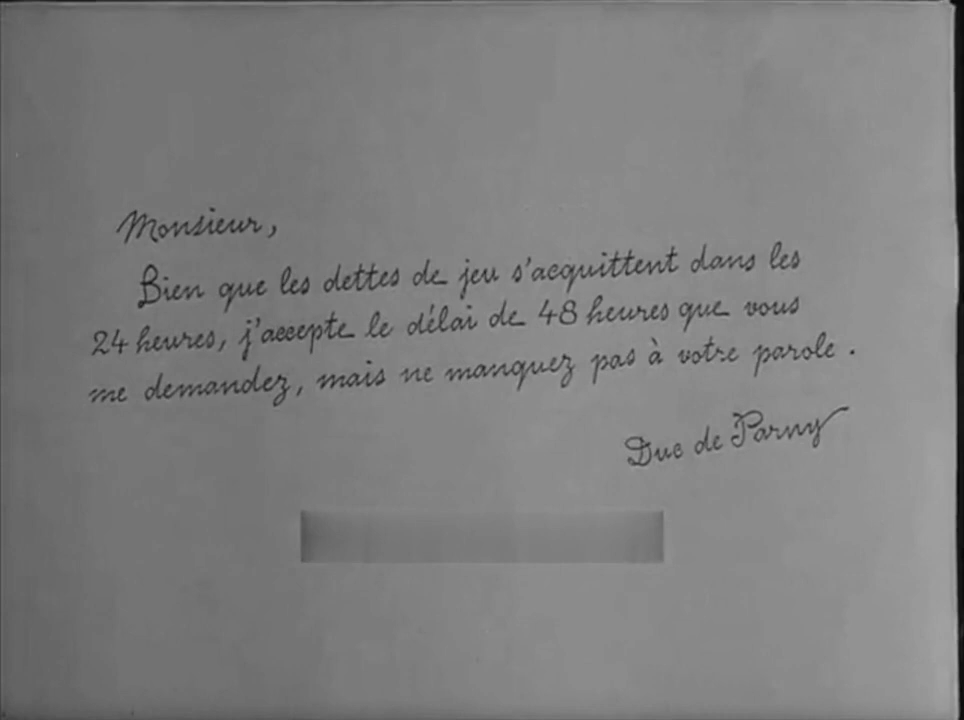 Monsieur,
Bien que les dettes de jeu s'acquittent dans les
24 heures, j'accepte le délai de 48 heures que vous
me demandez, mais ne manquez pas à votre parole.
Duc de Parny